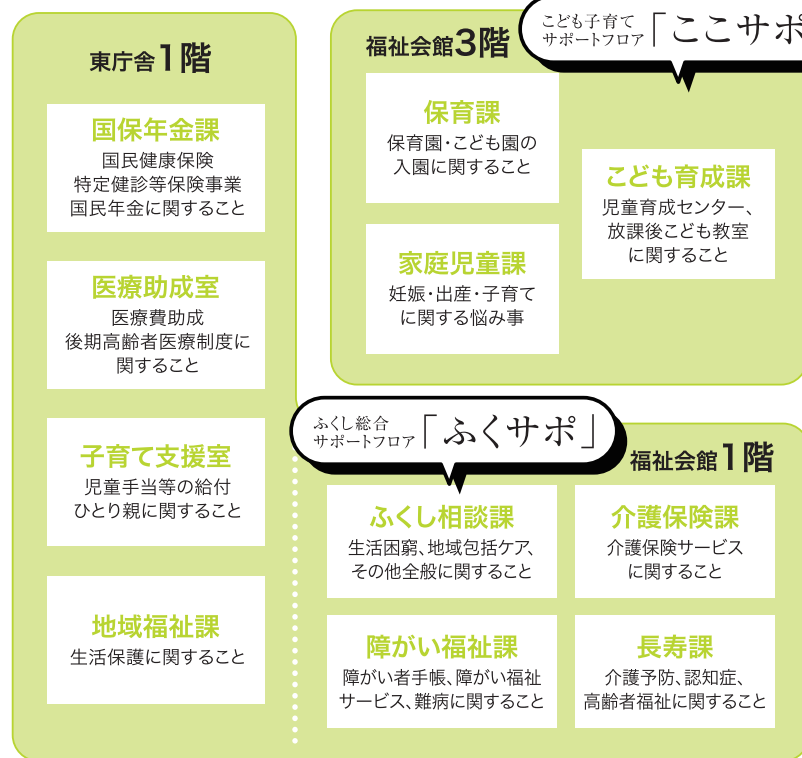 東庁舎1階
国保年金課
国民健康保険
特定健診等保険事業
国民年金に関すること
医療助成室
医療費助成
後期高齢者医療制度に
関すること
子育て支援室
児童手当等の給付
ひとり親に関すること
地域福祉課
生活保護に関すること
福祉会館3階
こども子育て
サポートフロア「ここサポ
保育課
保育園・こども園の
入園に関すること
家庭児童課
妊娠・出産・子育て
に関する悩み事
こども育成課
児童育成センター、
放課後こども教室
に関すること
ふくし総合
サポートフロア「ふくサポ」
福祉会館1階
ふくし相談課
生活困窮、地域包括ケア、
その他全般に関すること
介護保険課
介護保険サービス
に関すること
障がい福祉課
障がい者手帳、障がい福祉
サービス、難病に関すること
長寿課
介護予防、認知症、
高齢者福祉に関すること